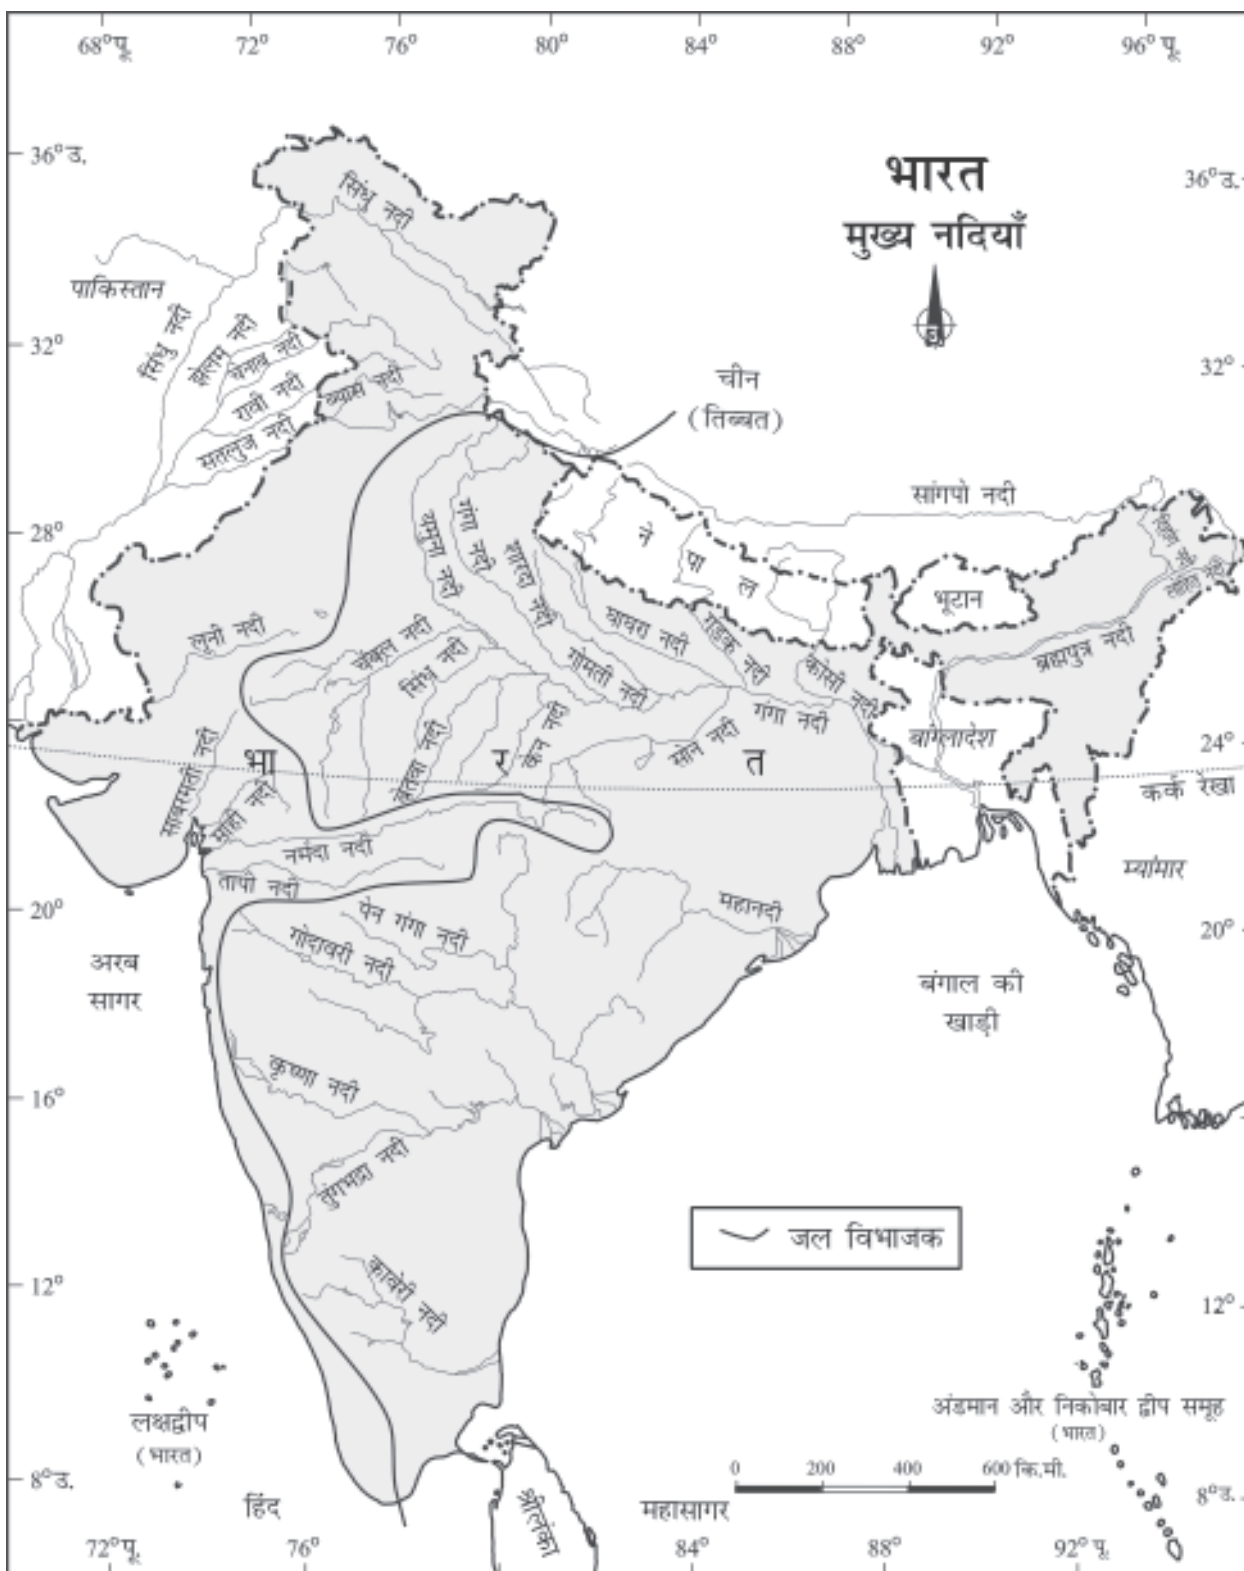 68°पू.
72°
76°
80°
84°
88°
92°
96°पू.
36°उ.
36°उ.
भारत
मुख्य नदियाँ
उ
सिंधु नदी
पाकिस्तान
सिंधु नदी
झेलम नदी
चेनाब नदी
रावी नदी
ब्यास नदी
सतलुज नदी
32°
32°
चीन
(तिब्बत)
सांगपो नदी
28°
यमुना नदी
गंगा नदी
शारदा नदी
नेपाल
भूटान
दिबांग नदी
लोहित नदी
ब्रह्मपुत्र नदी
लूनी नदी
चंबल नदी
सिंध नदी
घाघरा नदी
गंडक नदी
गोमती नदी
कोसी नदी
गंगा नदी
बांग्लादेश
साबरमती नदी
माही नदी
बेतवा नदी
केन नदी
सोन नदी
भारत
24°
कर्क रेखा
नर्मदा नदी
तापी नदी
म्यांमार
20°
20°
पेन गंगा नदी
महानदी
गोदावरी नदी
अरब
सागर
बंगाल की
खाड़ी
16°
कृष्णा नदी
तुंगभद्रा नदी
जल विभाजक
12°
12°
कावेरी नदी
लक्षद्वीप
(भारत)
अंडमान और निकोबार द्वीप समूह
(भारत)
8°उ.
8°उ.
0 200 400 600 कि.मी.
हिंद
महासागर
श्रीलंका
72°पू.
76°
84°
88°
92°पू.